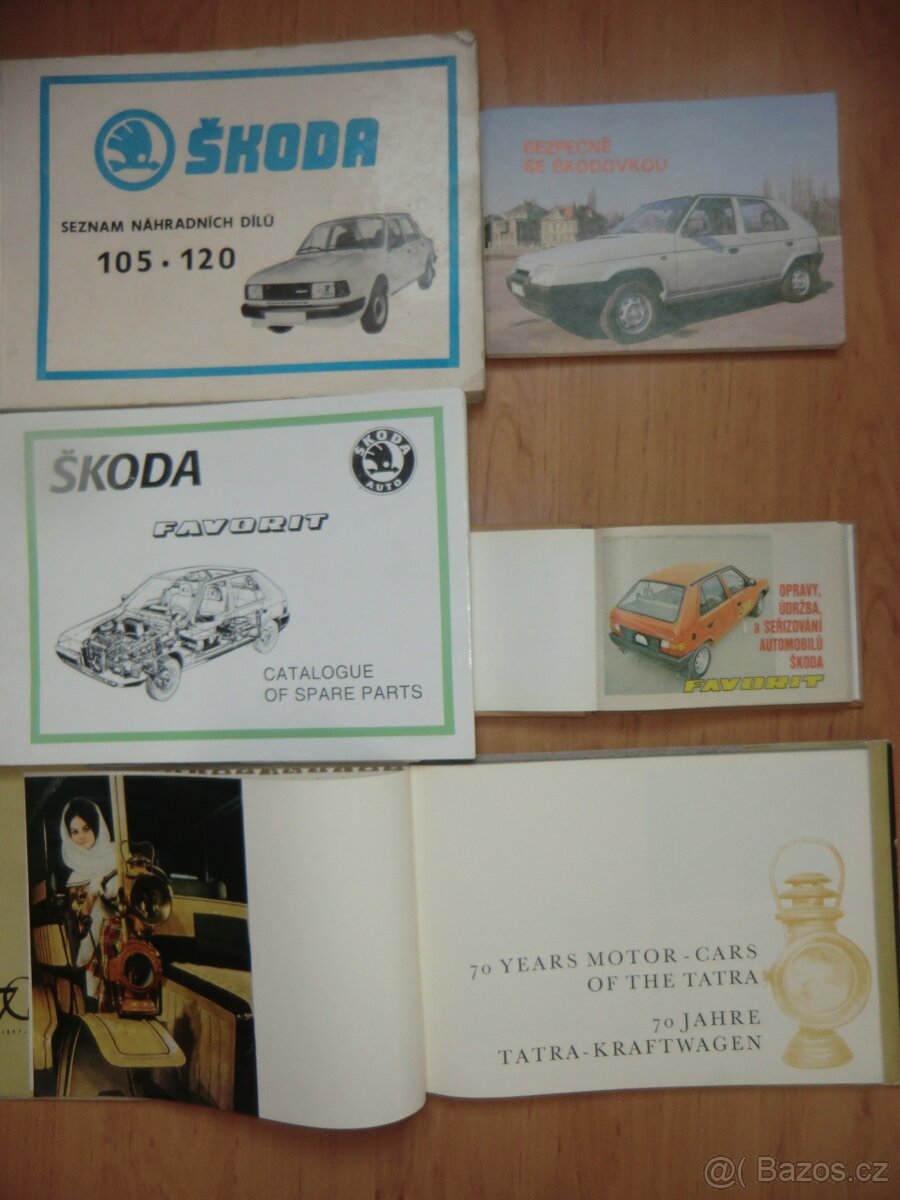 ŠKODA
SEZNAM NÁHRADNÍCH DÍLŮ
105 · 120
BEZPEČNĚ
SE ŠKODOVKOU
ŠKODA
ŠKODA
AUTO
FAVORIT
CATALOGUE
OF SPARE PARTS
OPRAVY,
ÚDRŽBA,
a SEŘIZOVÁNÍ
AUTOMOBILŮ
ŠKODA
FAVORIT
70 YEARS MOTOR-CARS
OF THE TATRA
70 JAHRE
TATRA-KRAFTWAGEN
@( Bazos.cz